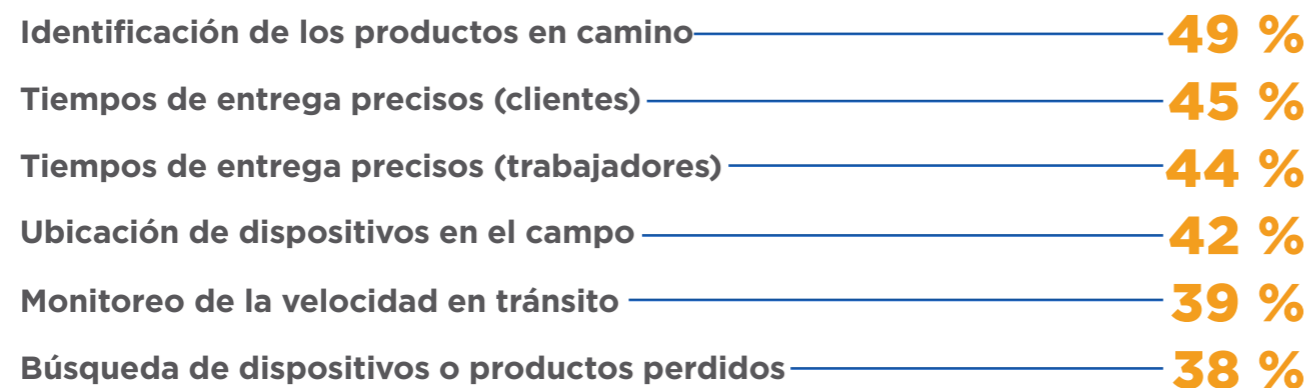 Identificación de los productos en camino 49 %
Tiempos de entrega precisos (clientes) 45 %
Tiempos de entrega precisos (trabajadores) 44 %
Ubicación de dispositivos en el campo 42 %
Monitoreo de la velocidad en tránsito 39 %
Búsqueda de dispositivos o productos perdidos 38 %